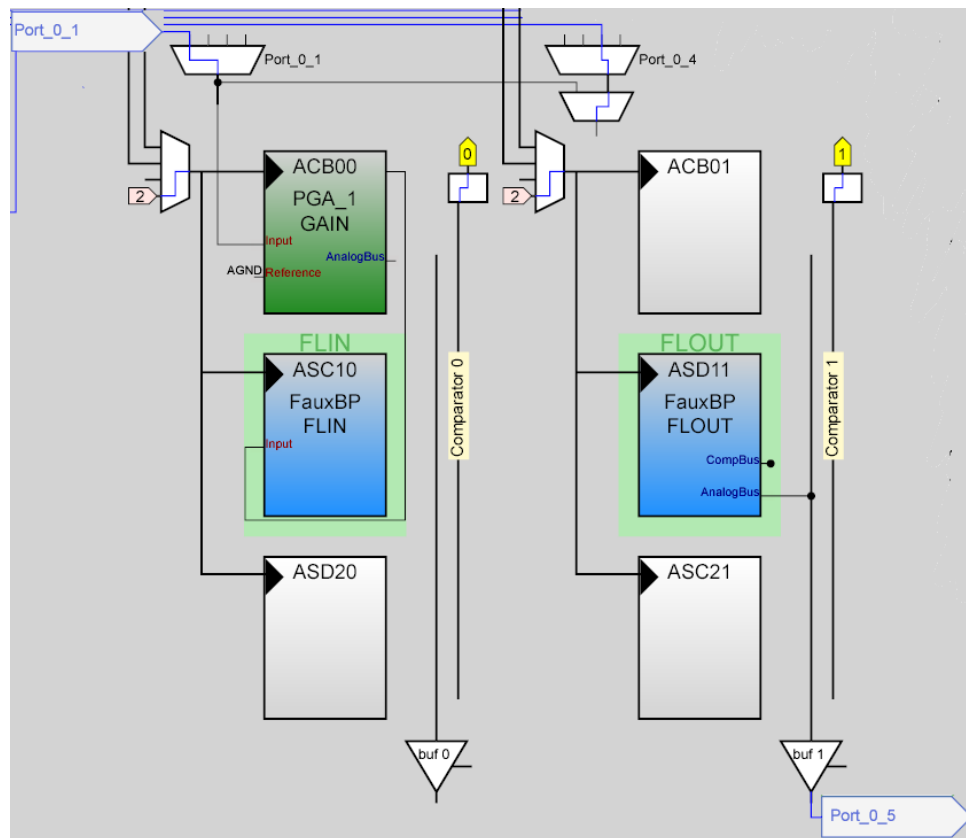 Port_0_1
Port_0_1
Port_0_4
2
ACB00
PGA_1
GAIN
Input
AnalogBus
AGND
Reference
0
2
ACB01
1
FLIN
ASC10
FauxBP
FLIN
Input
Comparator 0
FLOUT
ASD11
FauxBP
FLOUT
CompBus
AnalogBus
Comparator 1
ASD20
ASC21
buf 0
buf 1
Port_0_5